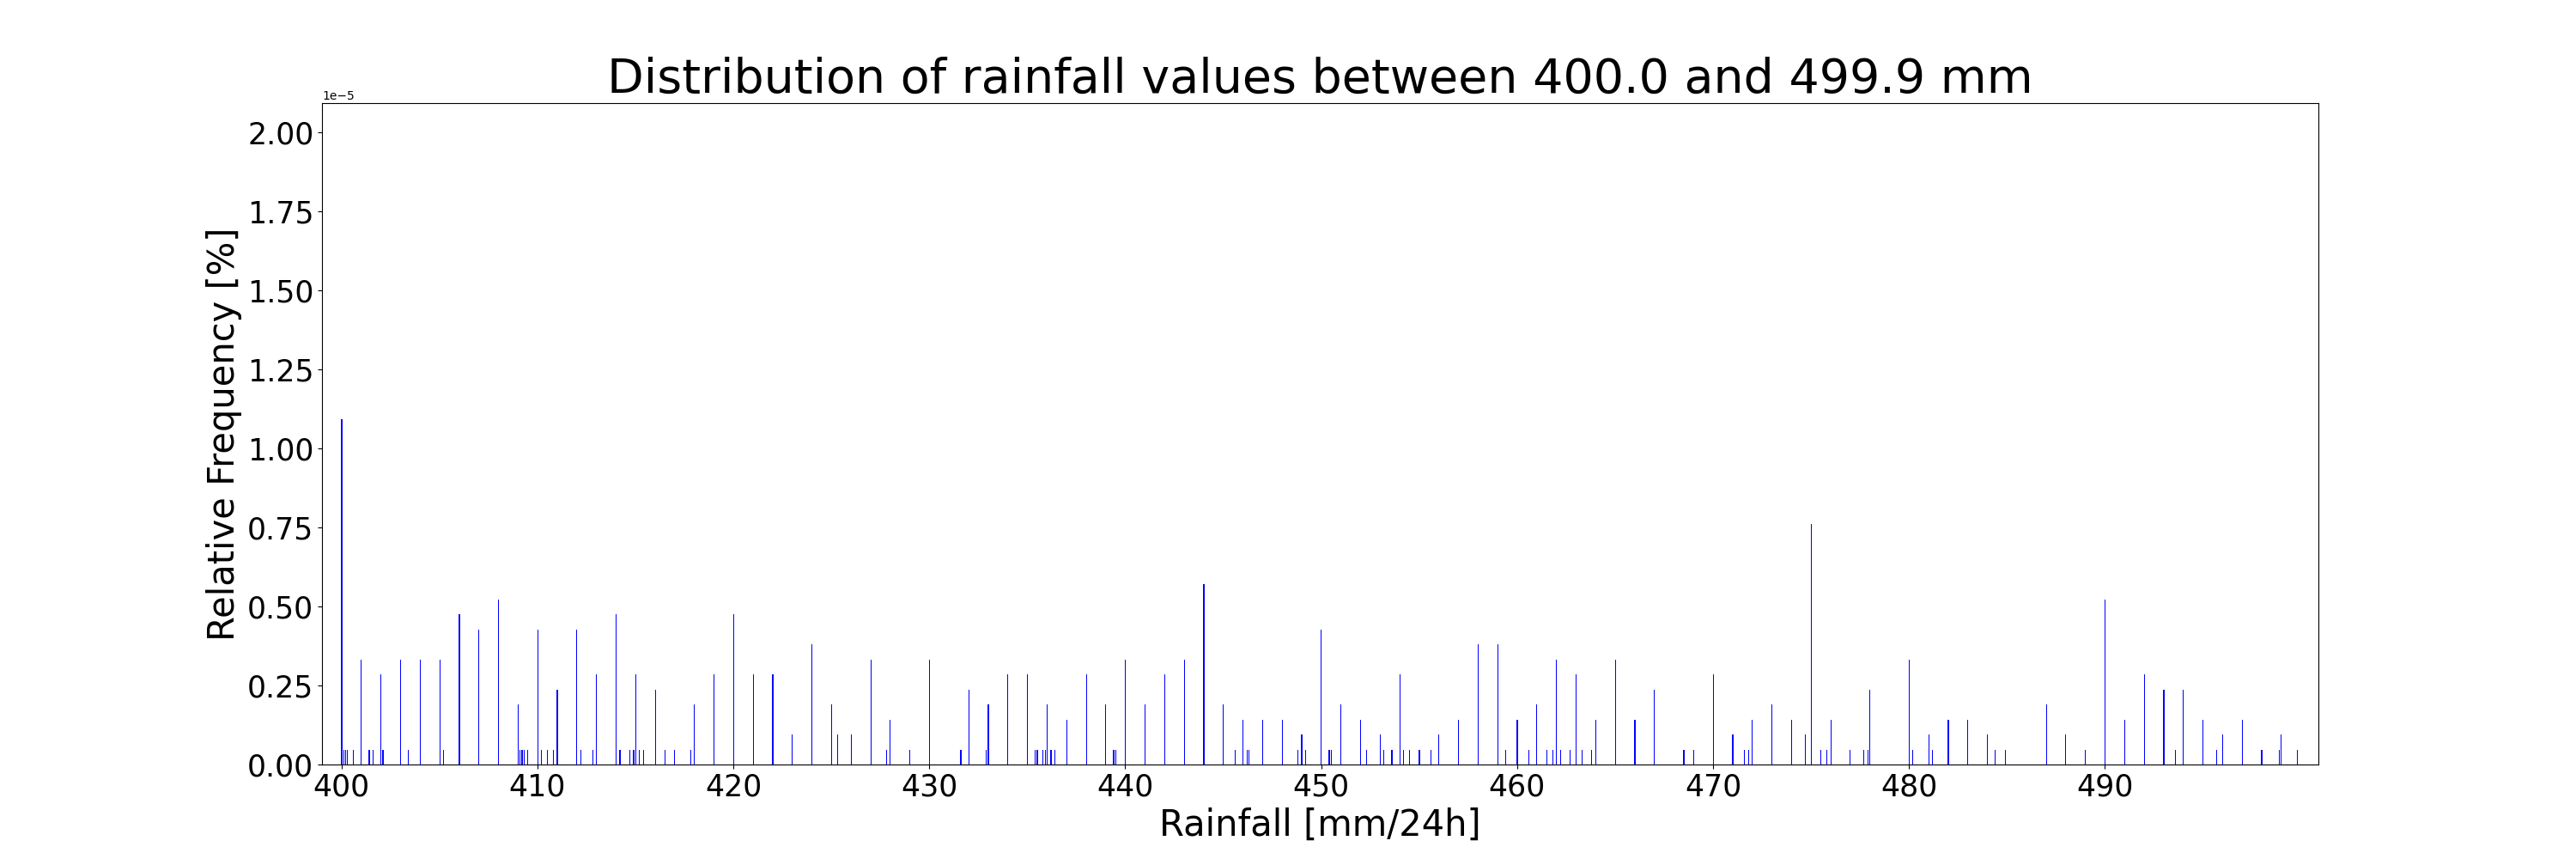 Distribution of rainfall values between 400.0 and 499.9 mm
1e−5
2.00
1.75
1.50
1.25
1.00
0.75
0.50
0.25
0.00
Relative Frequency [%]
400 410 420 430 440 450 460 470 480 490
Rainfall [mm/24h]